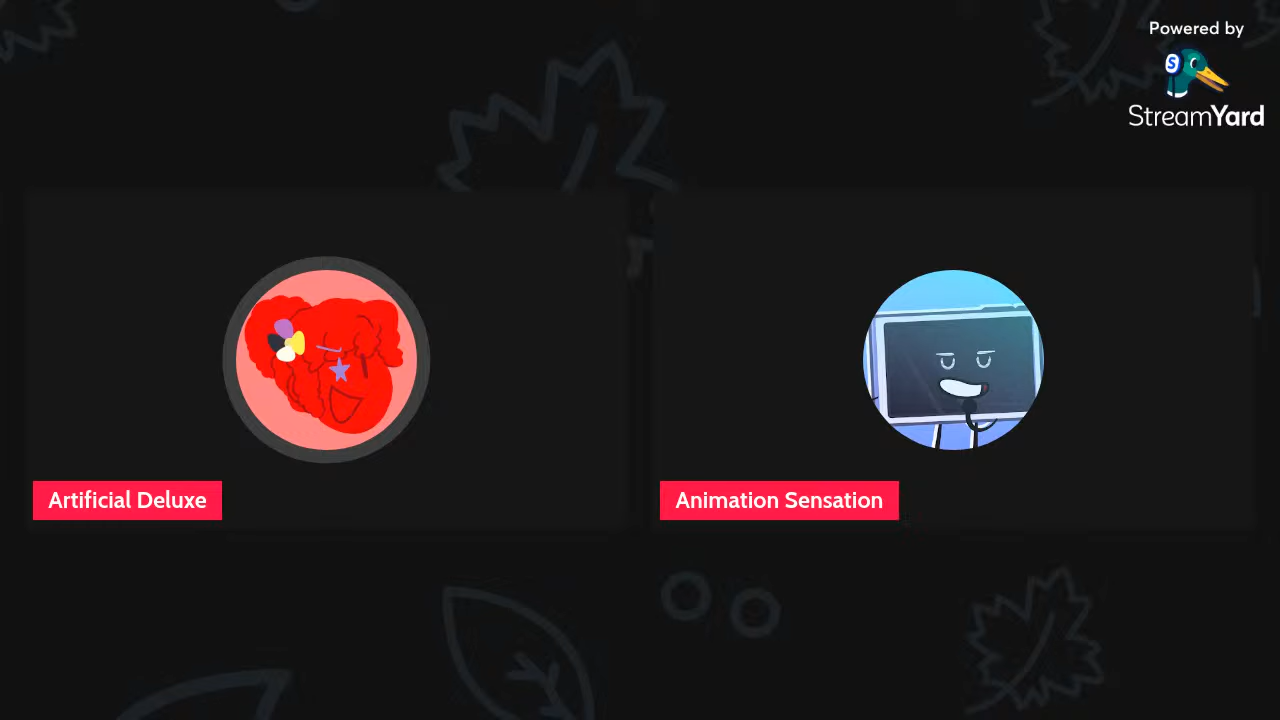 Powered by
S
StreamYard
Artificial Deluxe
Animation Sensation